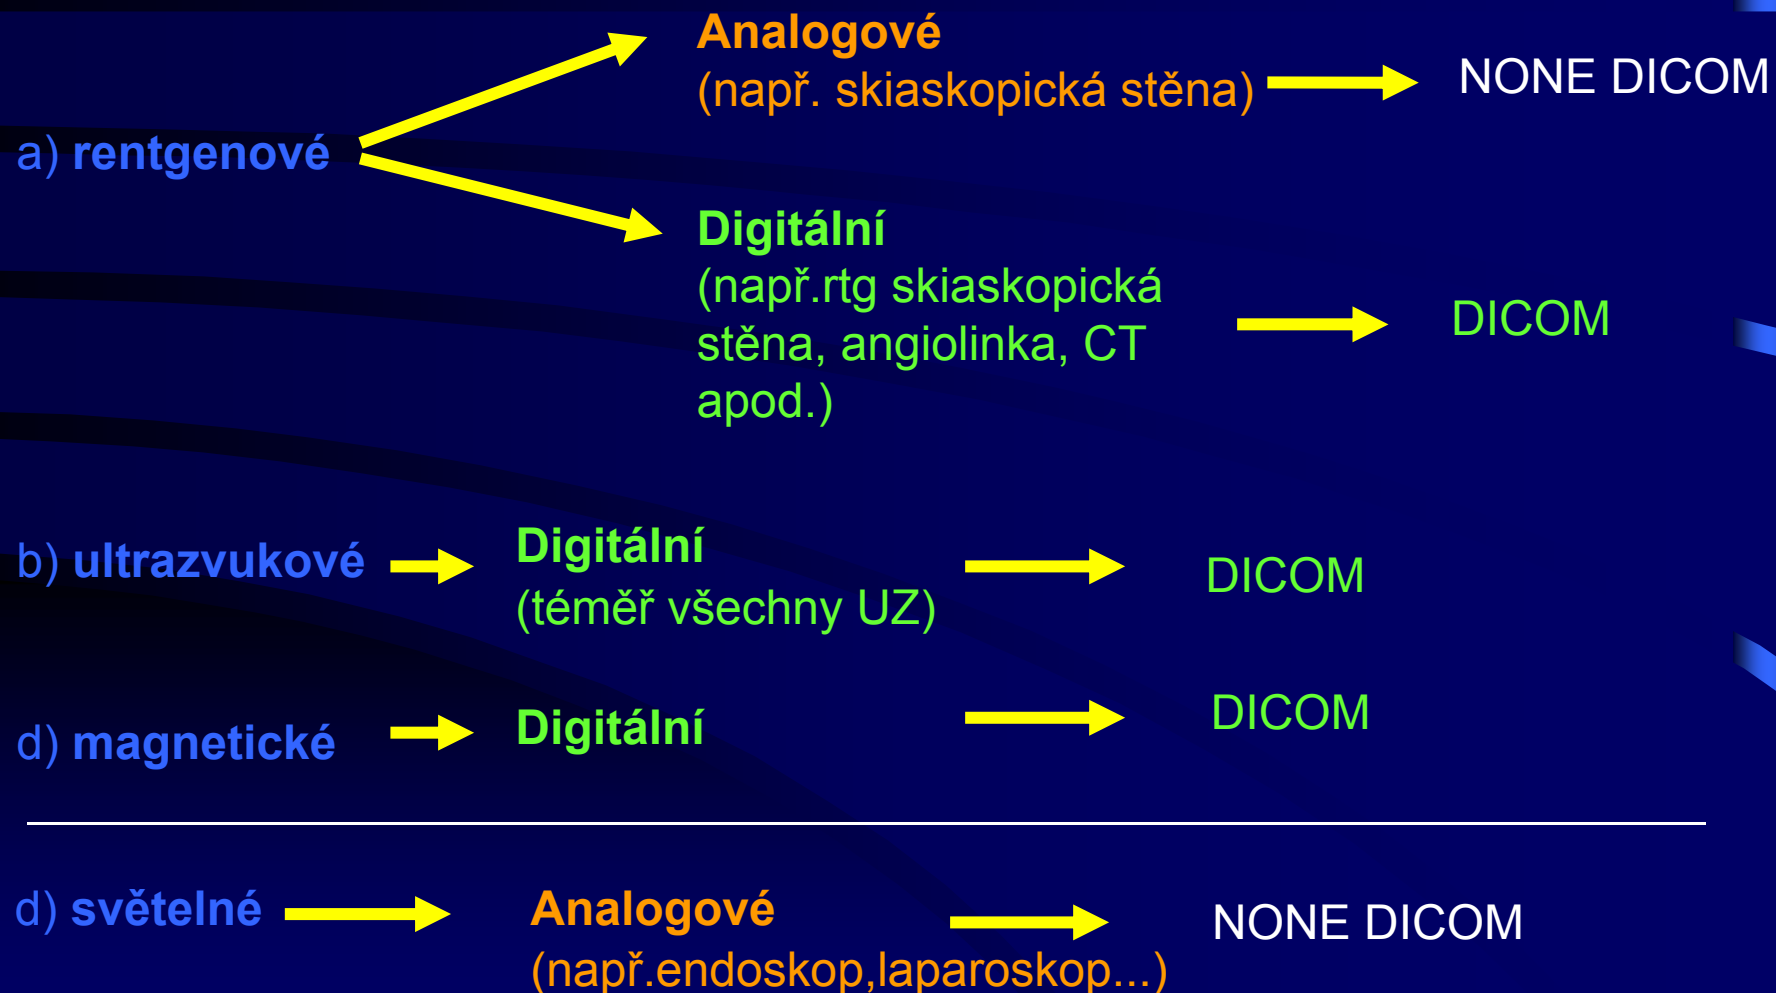 Analogové
(např. skiaskopická stěna)
NONE DICOM
a) rentgenové
Digitální
(např.rtg skiaskopická
stěna, angiolinka, CT
apod.)
DICOM
b) ultrazvukové
Digitální
(téměř všechny UZ)
DICOM
d) magnetické
Digitální
DICOM
d) světelné
Analogové
(např.endoskop,laparoskop...)
NONE DICOM